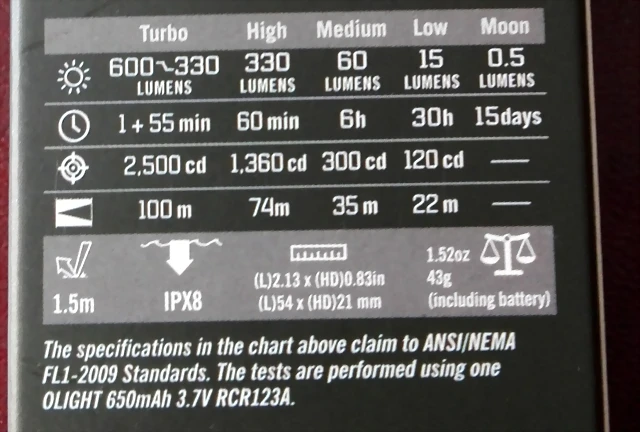 Turbo High Medium Low Moon
600~330 330 60 15 0.5
LUMENS LUMENS LUMENS LUMENS LUMENS
1 + 55 min 60 min 6h 30h 15days
2,500 cd 1,360 cd 300 cd 120 cd —
100 m 74m 35 m 22 m —
1.5m
IPX8
(L)2.13 x (HD)0.83in
(L)54 x (HD)21 mm
1.52oz
43g
(including battery)
The specifications in the chart above claim to ANSI/NEMA
FL1-2009 Standards. The tests are performed using one
OLIGHT 650mAh 3.7V RCR123A.